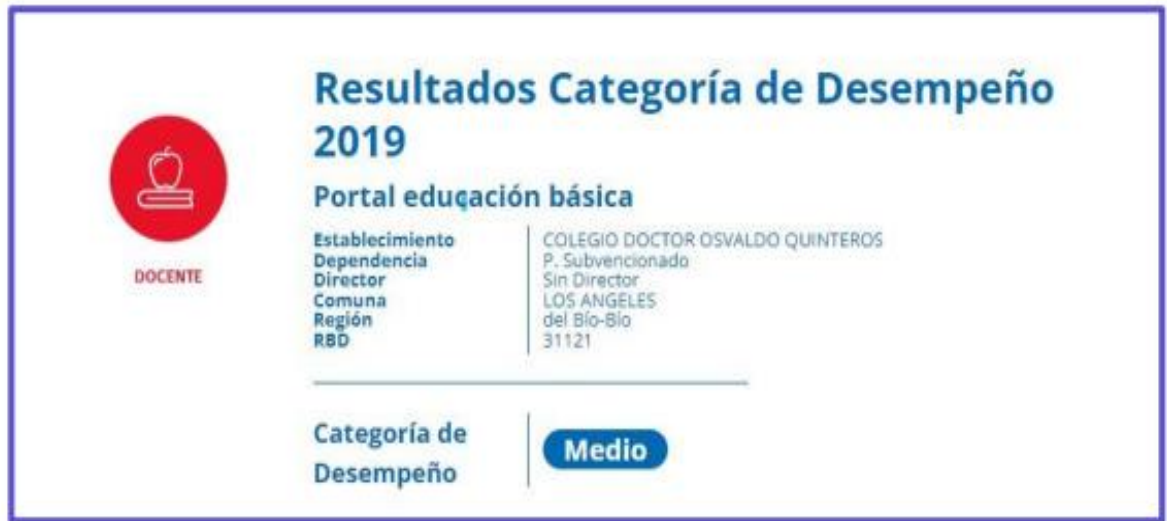 Resultados Categoría de Desempeño
2019
Portal educación básica
DOCENTE
Establecimiento COLEGIO DOCTOR OSVALDO QUINTEROS
Dependencia P. Subvencionado
Director Sin Director
Comuna LOS ANGELES
Región del Bío-Bío
RBD 31121
Categoría de
Desempeño
Medio